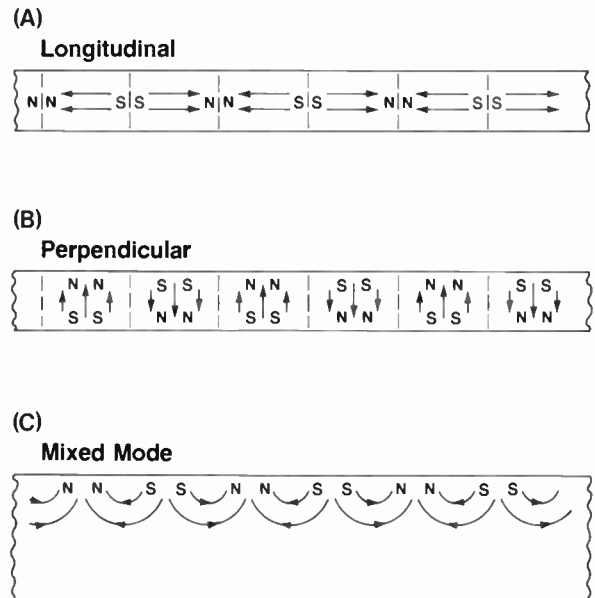 (A)
Longitudinal
N N S S N N S S N N S S
(B)
Perpendicular
N N S S N N S S N N S S
S S N N S S N N S S N N
(C)
Mixed Mode
N N S S N N S S N N S S